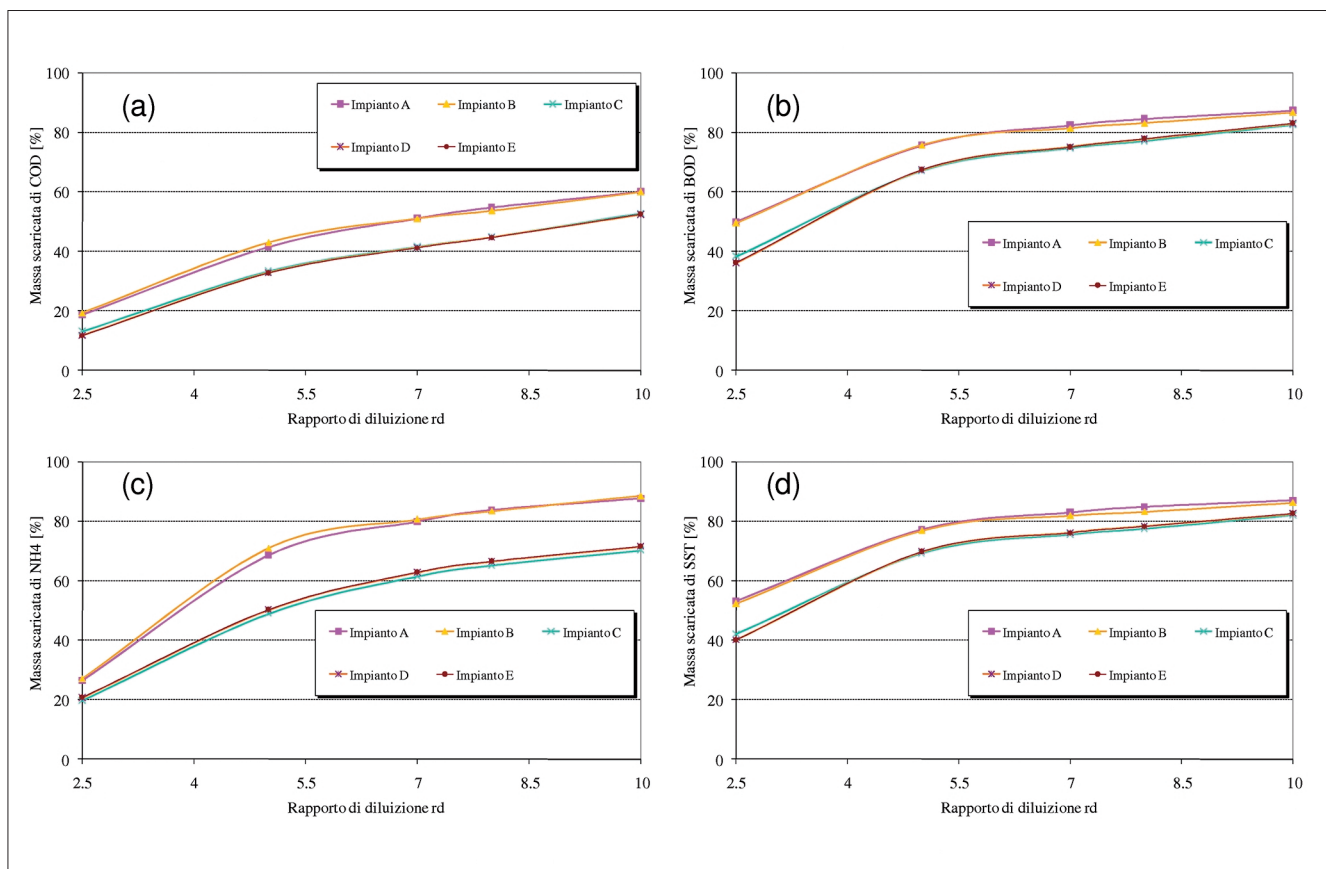 (a)
Massa scaricata di COD [%]
100
80
60
40
20
0
Impianto A Impianto B Impianto C
Impianto D Impianto E
2.5 4 5.5 7 8.5 10
Rapporto di diluizione rd
(b)
Massa scaricata di BOD [%]
100
80
60
40
20
0
Impianto A Impianto B Impianto C
Impianto D Impianto E
2.5 4 5.5 7 8.5 10
Rapporto di diluizione rd
(c)
Massa scaricata di NH4 [%]
100
80
60
40
20
0
Impianto A Impianto B Impianto C
Impianto D Impianto E
2.5 4 5.5 7 8.5 10
Rapporto di diluizione rd
(d)
Massa scaricata di SST [%]
100
80
60
40
20
0
Impianto A Impianto B Impianto C
Impianto D Impianto E
2.5 4 5.5 7 8.5 10
Rapporto di diluizione rd